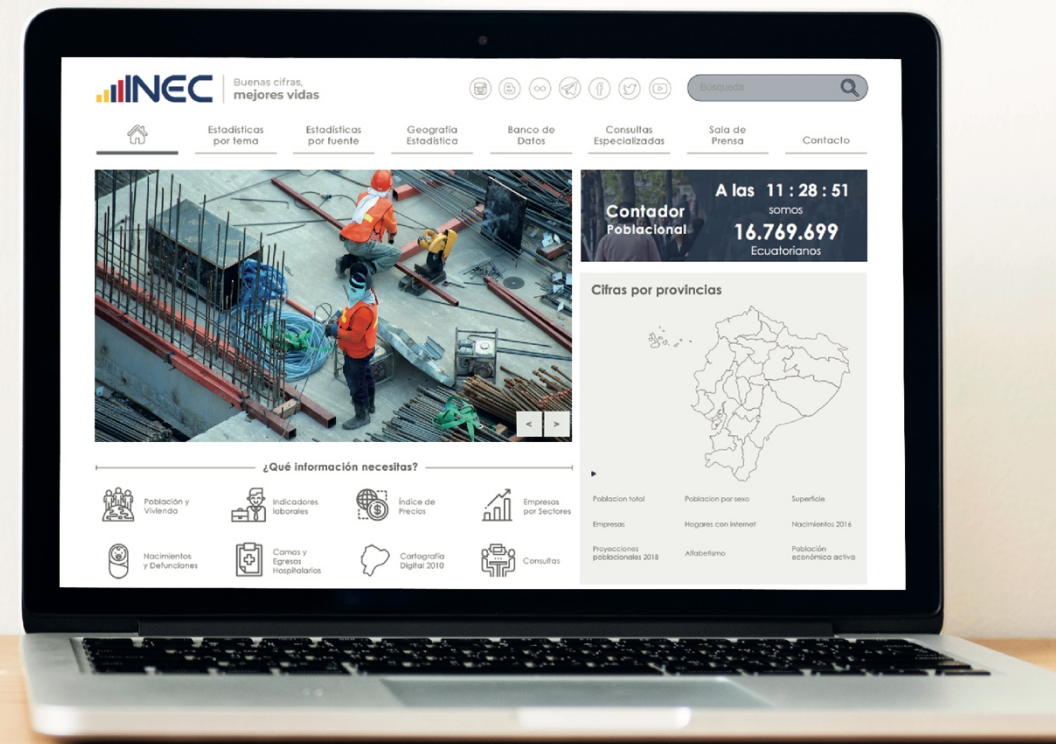 INEC
Buenas cifras,
mejores vidas
Búsqueda
Estadísticas
por tema
Estadísticas
por fuente
Geografía
Estadística
Banco de
Datos
Consultas
Especializadas
Sala de
Prensa
Contacto
Contador
Poblacional
A las 11 : 28 : 51
somos
16.769.699
Ecuatorianos
Cifras por provincias
< >
¿Qué información necesitas?
Población y
Vivienda
Indicadores
laborales
Índice de
Precios
Empresas
por Sectores
Nacimientos
y Defunciones
Camas y
Egresos
Hospitalarios
Cartografía
Digital 2010
Consultas
Poblacion total
Poblacion por sexo
Superficie
Empresas
Hogares con internet
Nacimientos 2016
Proyecciones
poblacionales 2018
Alfabetismo
Población
económica activa